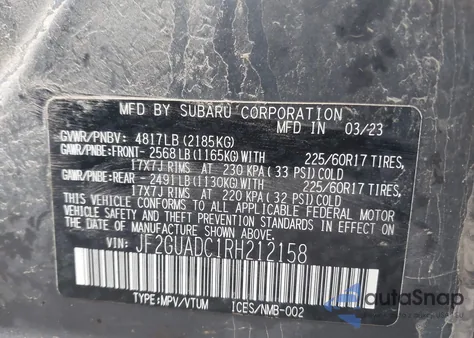 MFD BY SUBARU CORPORATION
IN 03/23
GVWR/PNBV: 4817LB (2185KG)
GAWR/PNBE:FRONT- 2568 LB (1165KG) WITH 225/60R17 TIRES,
17X7J RIMS AT 230 KPA ( 33 PSI) COLD
GAWR/PNBE:REAR - 2491 LB (1130KG) WITH 225/60R17 TIRES,
17X7J RIMS AT 220 KPA ( 32 PSI) COLD
THIS VEHICLE CONFORMS TO ALL APPLICABLE FEDERAL MOTOR
VEHICLE SAFETY AND BUMPER STANDARDS IN EFFECT ON THE
DATE OF MANUFACTURE SHOWN ABOVE.
VIN: JF2GUADC1RH212158
TYPE:MPV/VTUM ICES/NMB-002
autoSnap